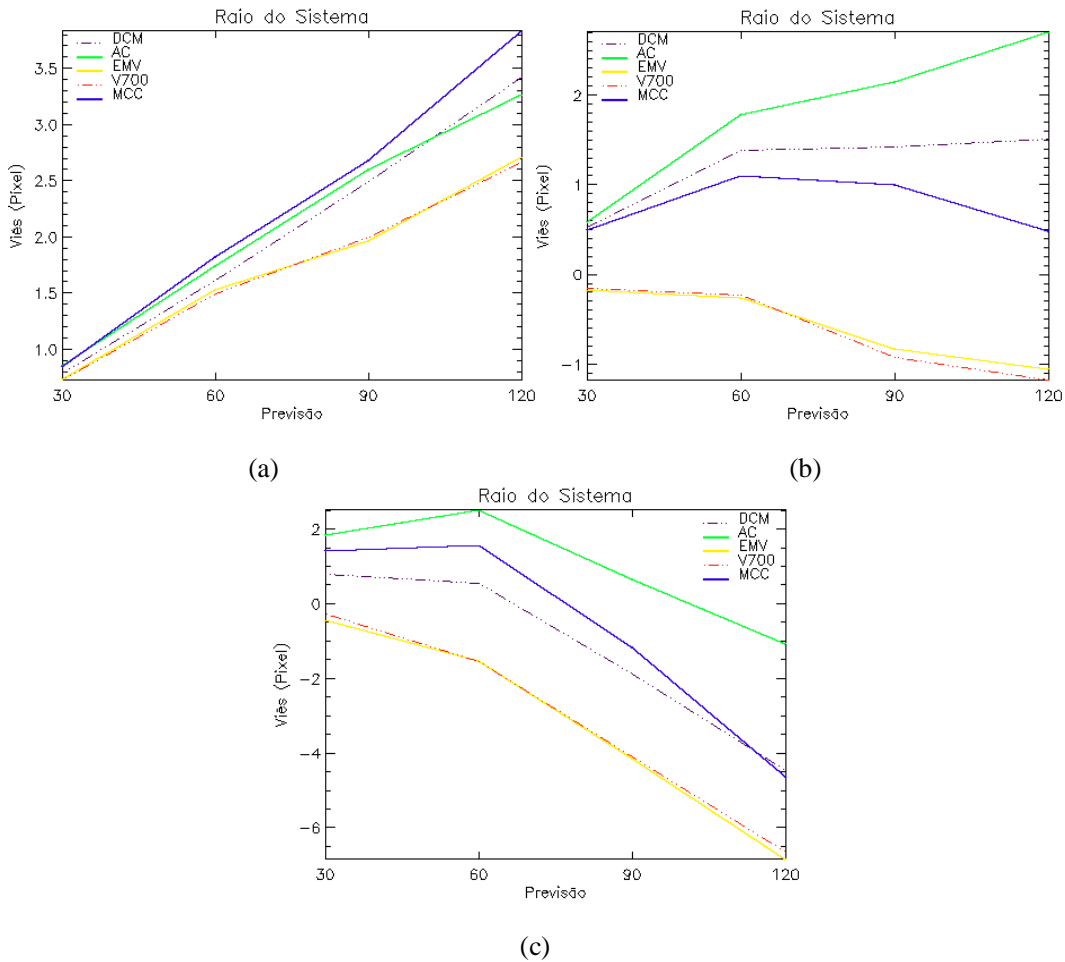 Raio do Sistema
DCM
AC
EMV
V700
MCC
3.5
3.0
2.5
2.0
1.5
1.0
Viês (Pixel)
30 60 90 120
Previsão
(a)
Raio do Sistema
DCM
AC
EMV
V700
MCC
2
1
0
-1
Viês (Pixel)
30 60 90 120
Previsão
(b)
Raio do Sistema
DCM
AC
EMV
V700
MCC
2
0
-2
-4
-6
Viês (Pixel)
30 60 90 120
Previsão
(c)